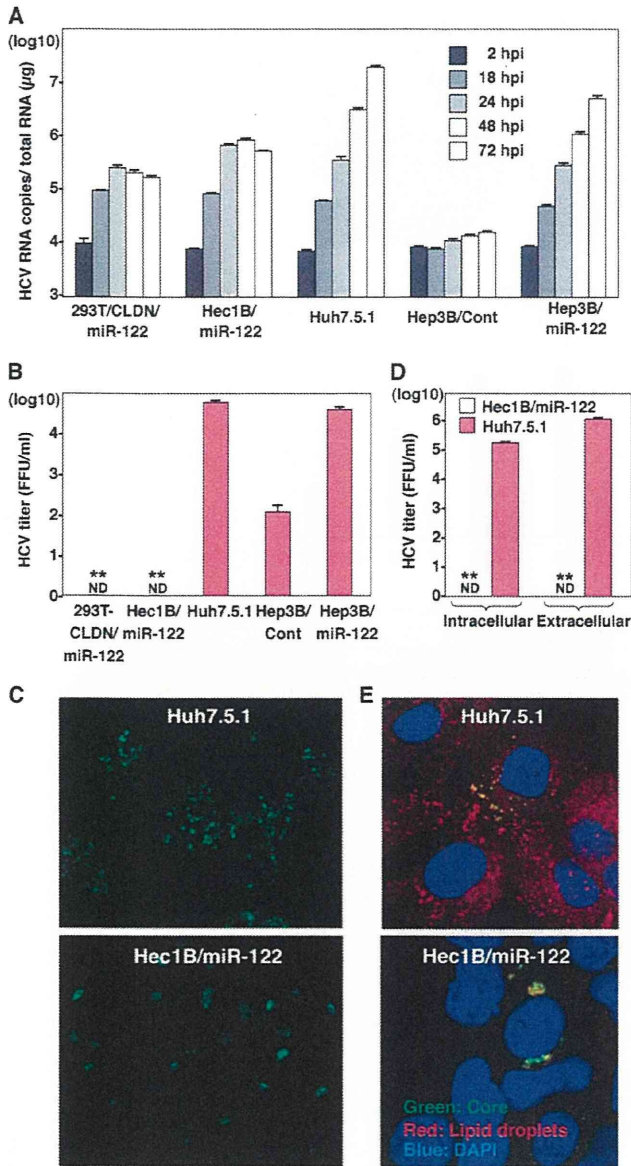 A
(log10)
HCV RNA copies/ total RNA (μg)
7
6
5
4
3
2 hpi
18 hpi
24 hpi
48 hpi
72 hpi
293T/CLDN/
miR-122
Hec1B/
miR-122
Huh7.5.1
Hep3B/Cont
Hep3B/
miR-122
B
(log10)
HCV titer (FFU/ml)
5
4
3
2
1
0
**
ND
**
ND
293T-
CLDN/
miR-122
Hec1B/
miR-122
Huh7.5.1
Hep3B/
Cont
Hep3B/
miR-122
D
(log10)
HCV titer (FFU/ml)
6
5
4
3
2
1
0
Hec1B/miR-122
Huh7.5.1
**
ND
**
ND
Intracellular
Extracellular
C
Huh7.5.1
Hec1B/miR-122
E
Huh7.5.1
Hec1B/miR-122
Green: Core
Red: Lipid droplets
Blue: DAPI